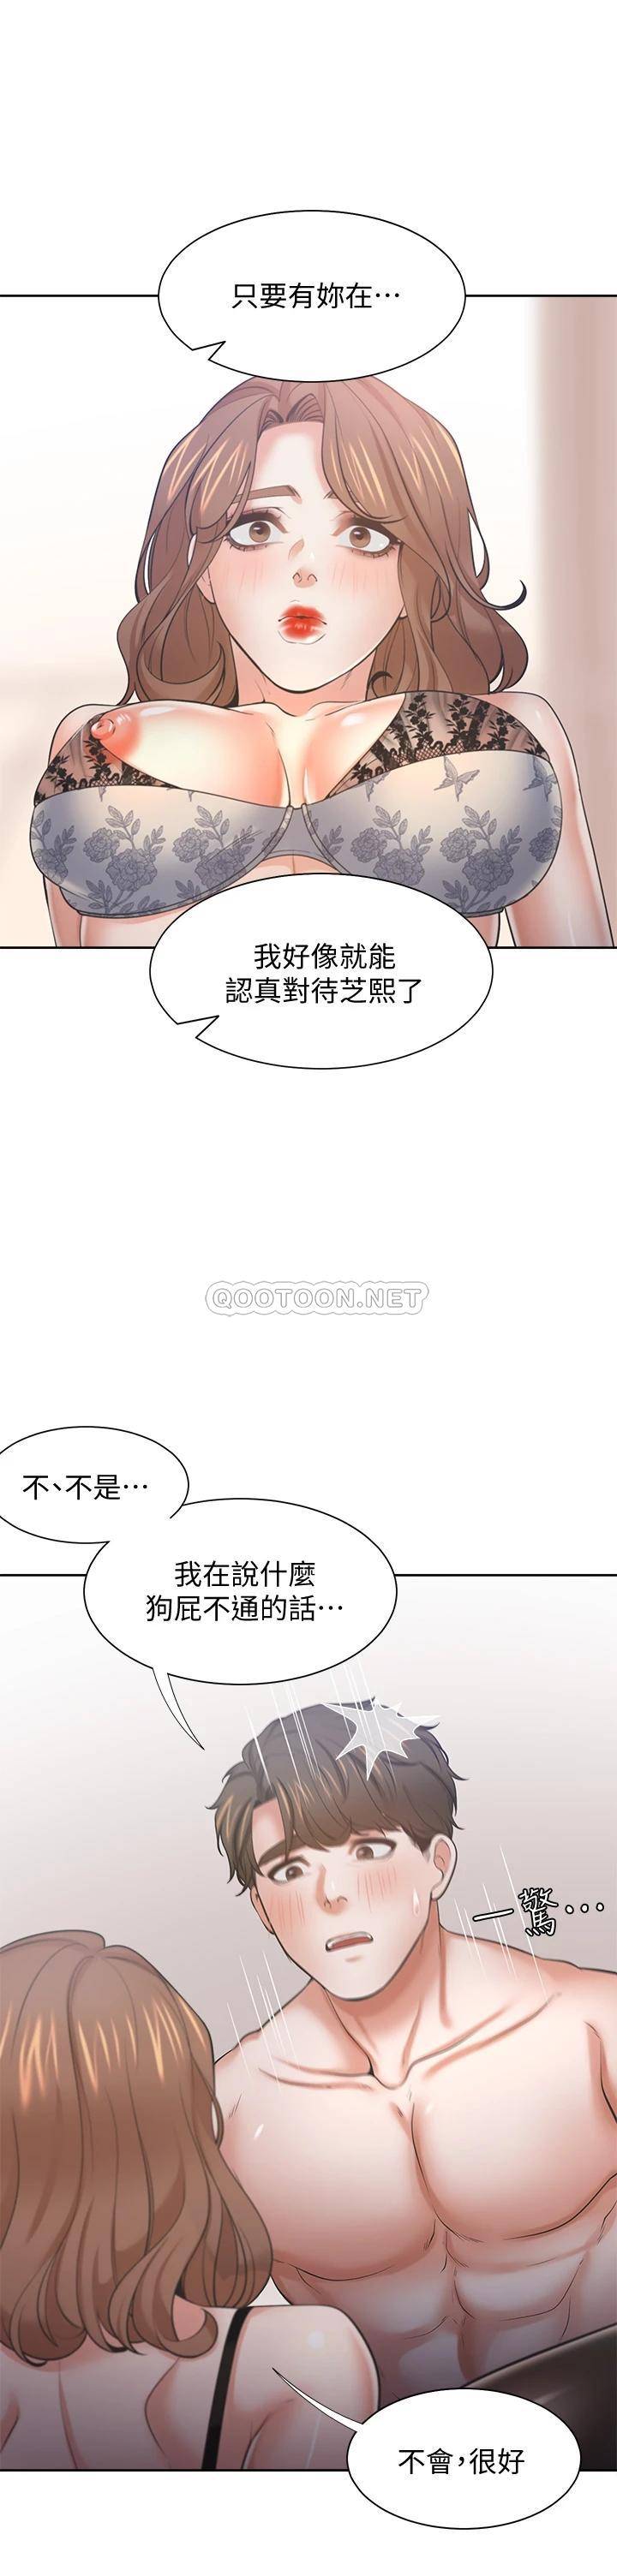 只要有妳在…
我好像就能
認真對待芝熙了
QOOTOON.NET
不、不是…
我在說什麼
狗屁不通的話…
一驚…
不會，很好